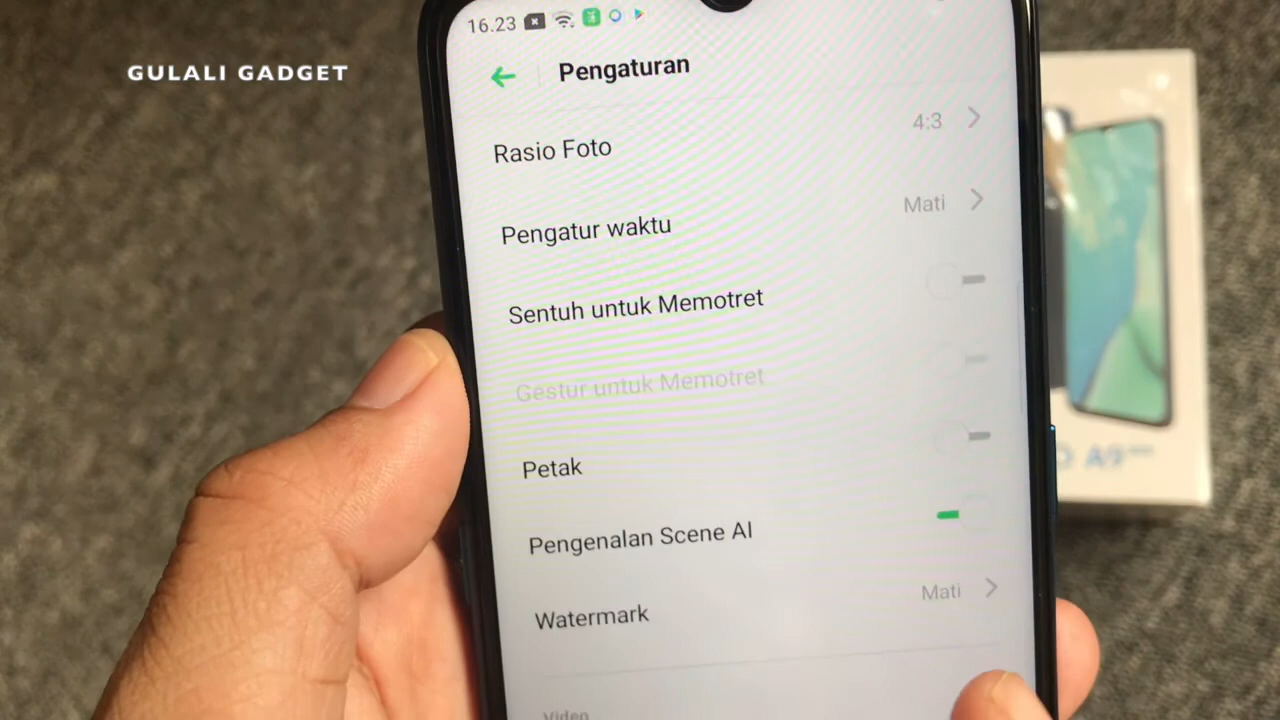 GULALI GADGET
16.23
Pengaturan
Rasio Foto 4:3
Pengatur waktu Mati
Sentuh untuk Memotret
Gestur untuk Memotret
Petak
Pengenalan Scene AI
Watermark Mati
Video
A9